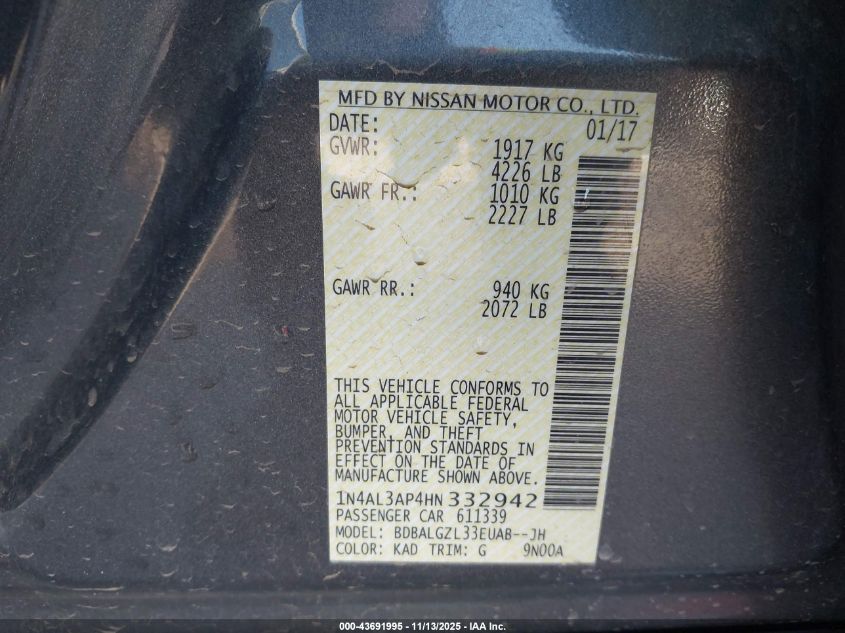 MFD BY NISSAN MOTOR CO., LTD.
DATE: 01/17
GVWR: 1917 KG
4226 LB
GAWR FR.: 1010 KG
2227 LB
GAWR RR.: 940 KG
2072 LB
THIS VEHICLE CONFORMS TO
ALL APPLICABLE FEDERAL
MOTOR VEHICLE SAFETY,
BUMPER, AND THEFT
PREVENTION STANDARDS IN
EFFECT ON THE DATE OF
MANUFACTURE SHOWN ABOVE.
1N4AL3AP4HN332942
PASSENGER CAR 611339
MODEL: BDBALGZL33EUAB--JH
COLOR: KAD TRIM: G 9N00A
000-43691995 - 11/13/2025 - IAA Inc.